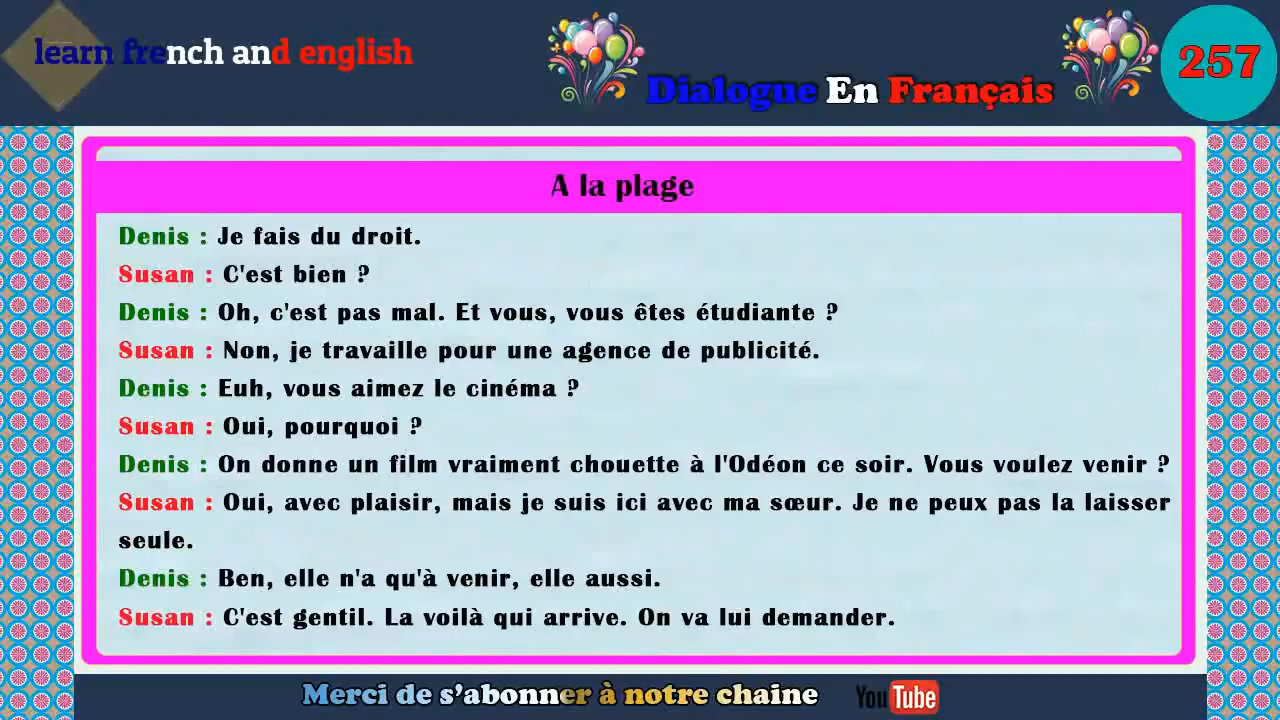 learn french and english
Dialogue En Français
257
A la plage
Denis : Je fais du droit.
Susan : C'est bien ?
Denis : Oh, c'est pas mal. Et vous, vous êtes étudiante ?
Susan : Non, je travaille pour une agence de publicité.
Denis : Euh, vous aimez le cinéma ?
Susan : Oui, pourquoi ?
Denis : On donne un film vraiment chouette à l'Odéon ce soir. Vous voulez venir ?
Susan : Oui, avec plaisir, mais je suis ici avec ma sœur. Je ne peux pas la laisser
seule.
Denis : Ben, elle n'a qu'à venir, elle aussi.
Susan : C'est gentil. La voilà qui arrive. On va lui demander.
Merci de s'abonner à notre chaine
YouTube